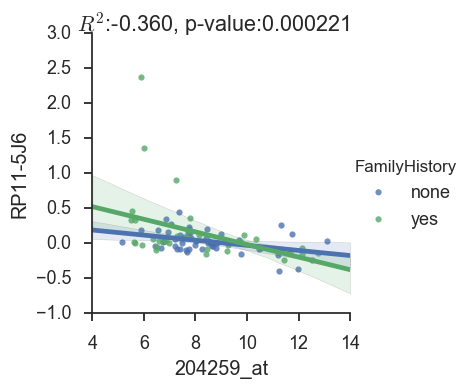 R²:-0.360, p-value:0.000221
3.0
2.5
2.0
1.5
1.0
0.5
0.0
−0.5
−1.0
RP11-5J6
4 6 8 10 12 14
204259_at
FamilyHistory
none
yes